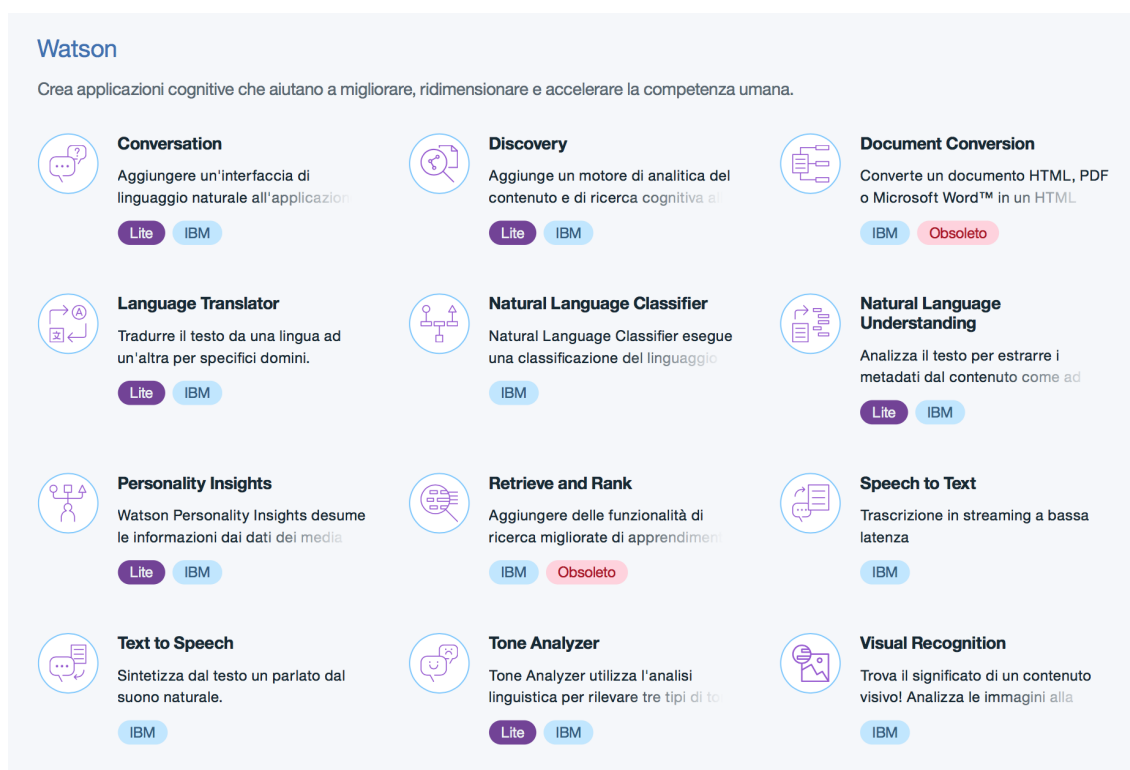 Watson
Crea applicazioni cognitive che aiutano a migliorare, ridimensionare e accelerare la competenza umana.
Conversation
Aggiungere un'interfaccia di
linguaggio naturale all'applicazion
Lite IBM
Discovery
Aggiunge un motore di analitica del
contenuto e di ricerca cognitiva al
Lite IBM
Document Conversion
Converte un documento HTML, PDF
o Microsoft Word™ in un HTML
IBM Obsoleto
Language Translator
Tradurre il testo da una lingua ad
un'altra per specifici domini.
Lite IBM
Natural Language Classifier
Natural Language Classifier esegue
una classificazione del linguaggio
IBM
Natural Language
Understanding
Analizza il testo per estrarre i
metadati dal contenuto come ad
Lite IBM
Personality Insights
Watson Personality Insights desume
le informazioni dai dati dei media
Lite IBM
Retrieve and Rank
Aggiungere delle funzionalità di
ricerca migliorate di apprendiment
IBM Obsoleto
Speech to Text
Trascrizione in streaming a bassa
latenza
IBM
Text to Speech
Sintetizza dal testo un parlato dal
suono naturale.
IBM
Tone Analyzer
Tone Analyzer utilizza l'analisi
linguistica per rilevare tre tipi di to
Lite IBM
Visual Recognition
Trova il significato di un contenuto
visivo! Analizza le immagini alla
IBM